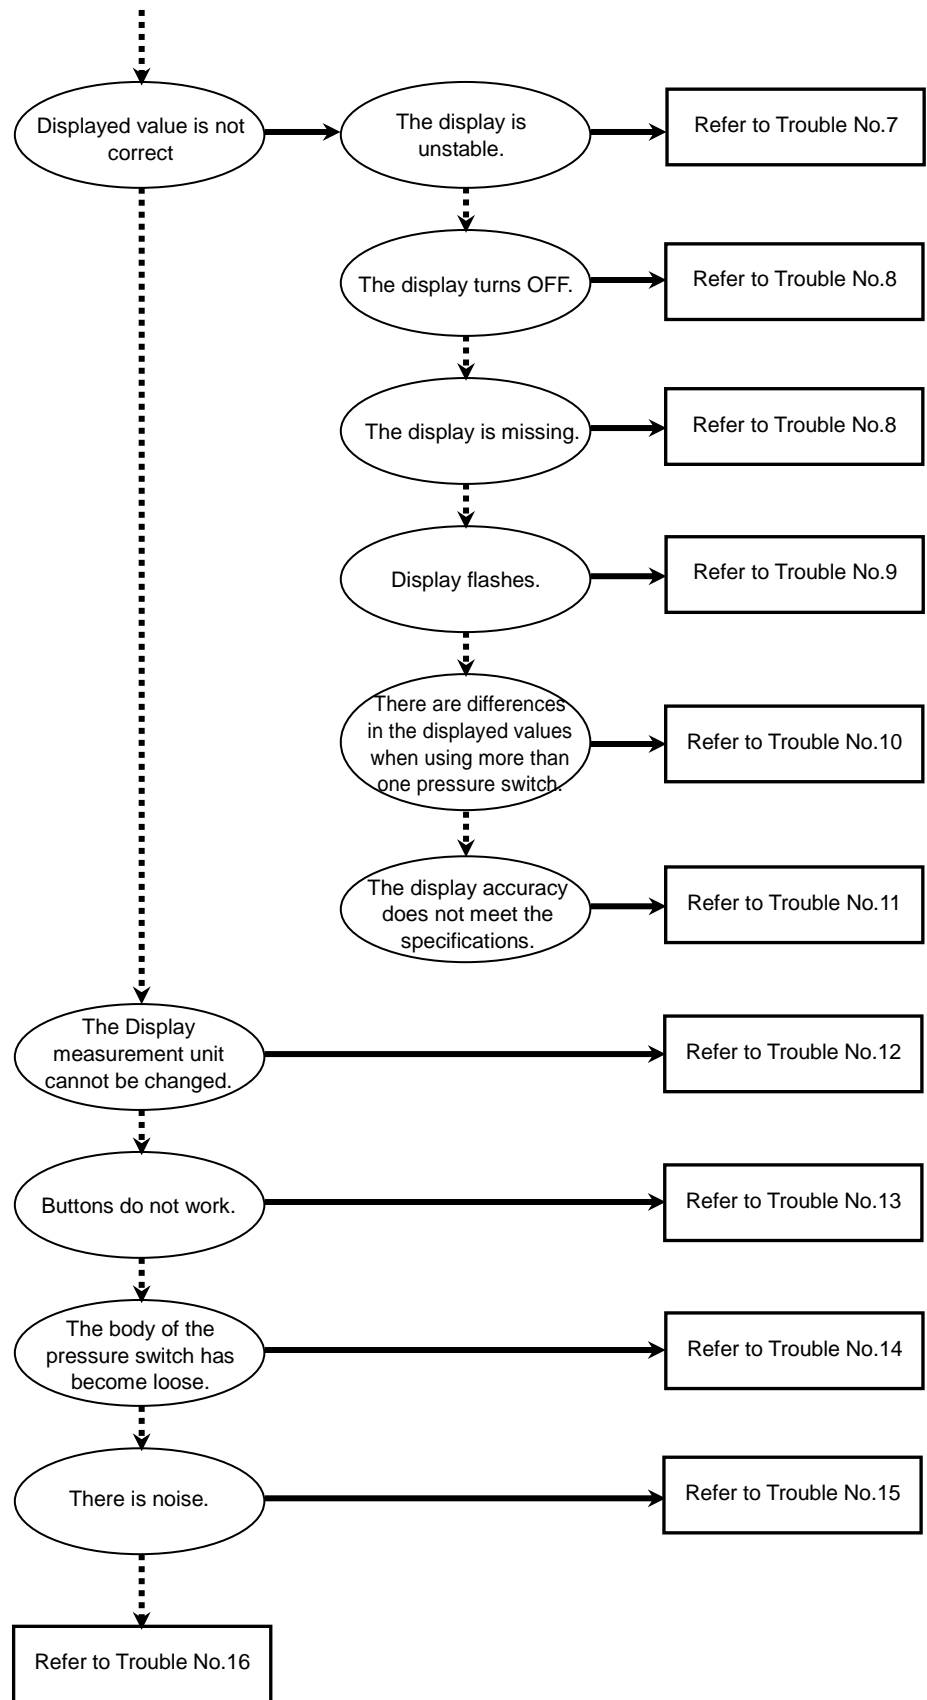 Displayed value is not
correct
The display is
unstable.
Refer to Trouble No.7
The display turns OFF.
Refer to Trouble No.8
The display is missing.
Refer to Trouble No.8
Display flashes.
Refer to Trouble No.9
There are differences
in the displayed values
when using more than
one pressure switch.
Refer to Trouble No.10
The display accuracy
does not meet the
specifications.
Refer to Trouble No.11
The Display
measurement unit
cannot be changed.
Refer to Trouble No.12
Buttons do not work.
Refer to Trouble No.13
The body of the
pressure switch has
become loose.
Refer to Trouble No.14
There is noise.
Refer to Trouble No.15
Refer to Trouble No.16